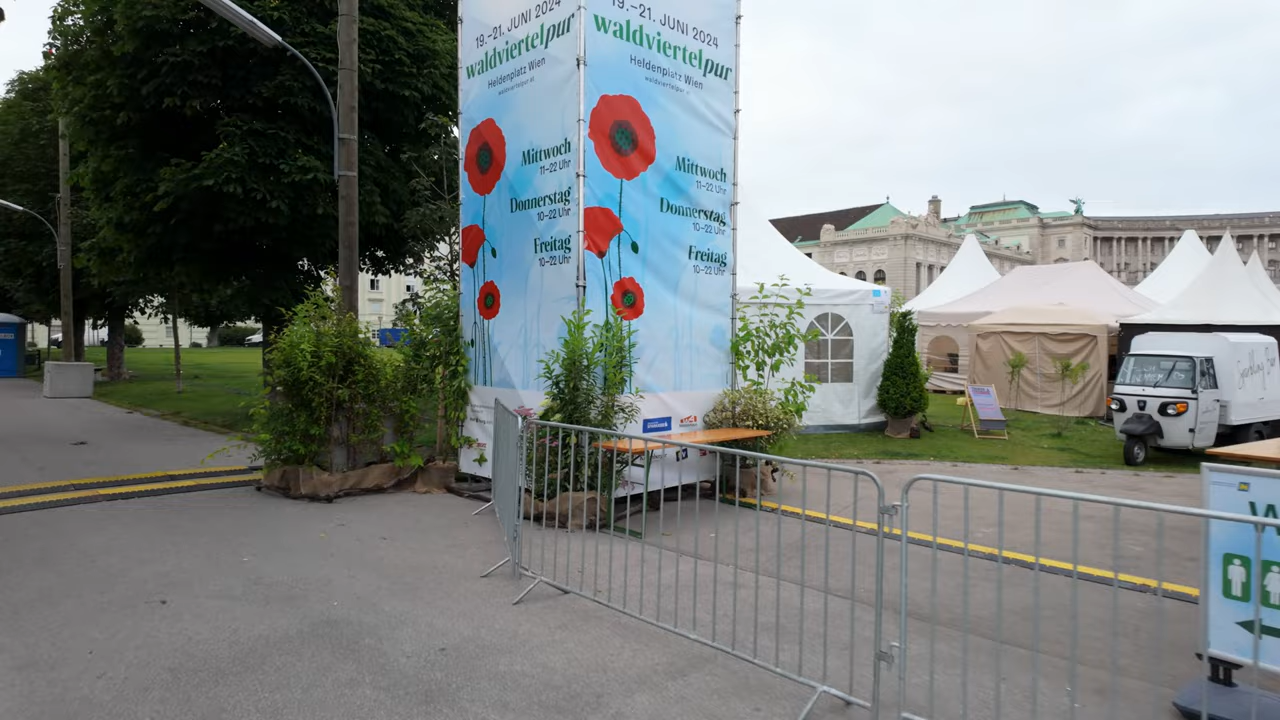 19.-21. JUNI 2024
waldviertelpur
Heldenplatz Wien
waldviertelpur.at
Mittwoch
11-22 Uhr
Donnerstag
10-22 Uhr
Freitag
10-22 Uhr
19.-21. JUNI 2024
waldviertelpur
Heldenplatz Wien
waldviertelpur.at
Mittwoch
11-22 Uhr
Donnerstag
10-22 Uhr
Freitag
10-22 Uhr